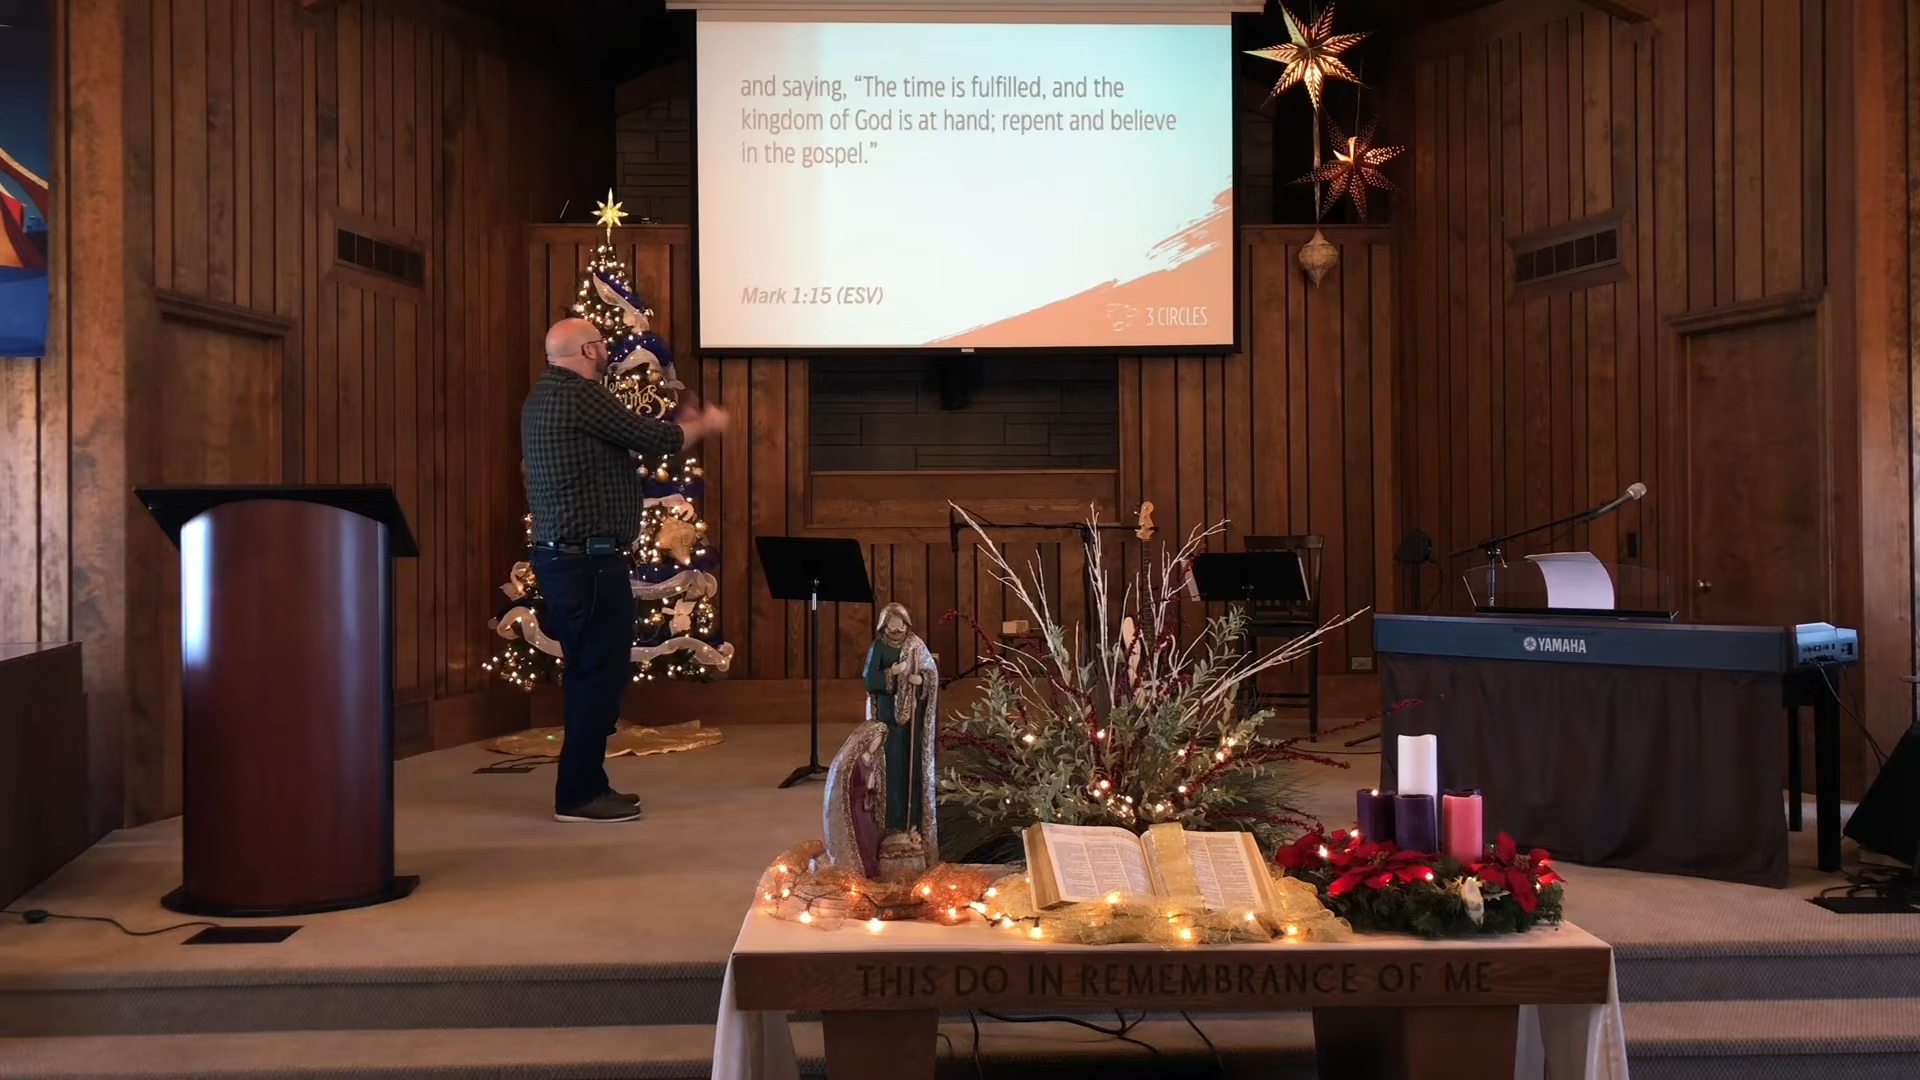 and saying, “The time is fulfilled, and the
kingdom of God is at hand; repent and believe
in the gospel.”
Mark 1:15 (ESV)
3 CIRCLES
YAMAHA
THIS DO IN REMEMBRANCE OF ME